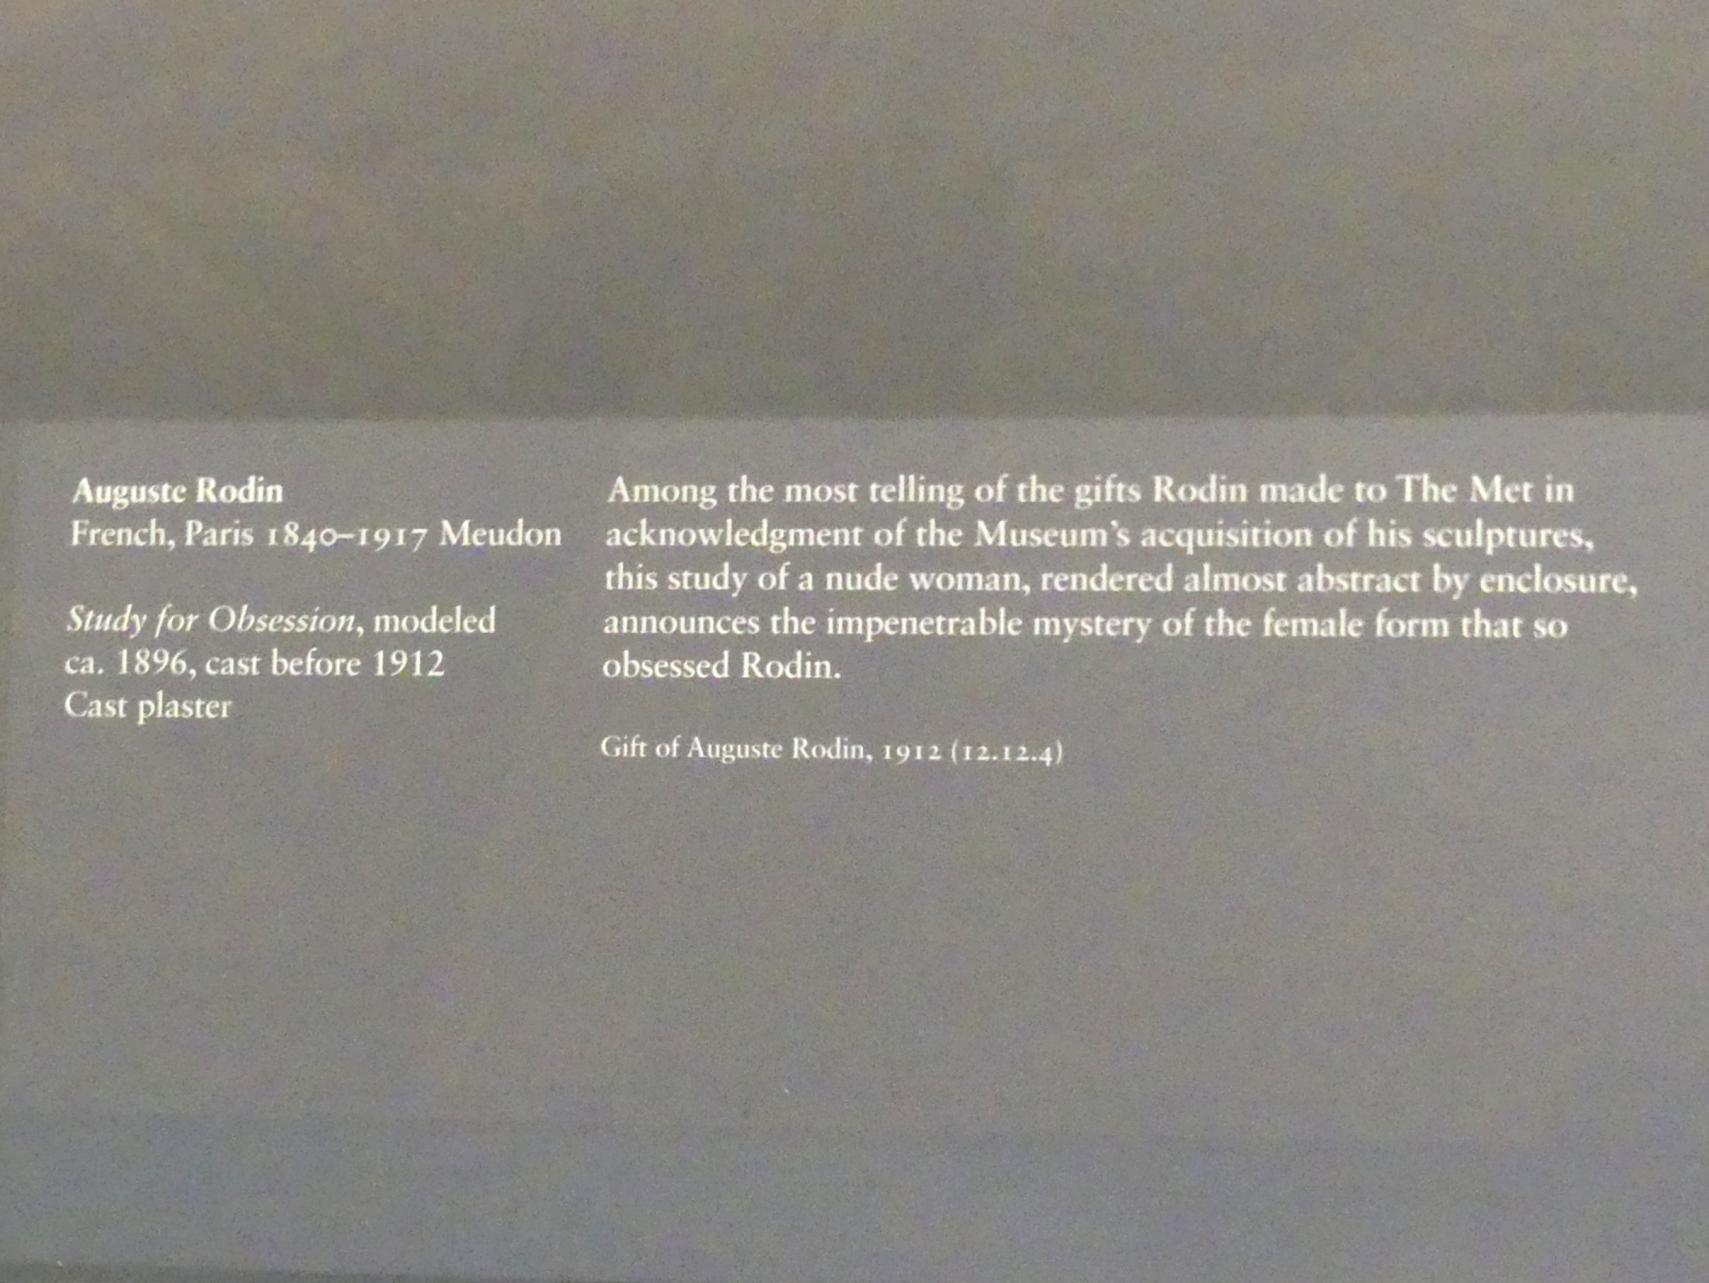 Auguste Rodin
French, Paris 1840–1917 Meudon
Study for Obsession, modeled
ca. 1896, cast before 1912
Cast plaster
Among the most telling of the gifts Rodin made to The Met in
acknowledgment of the Museum's acquisition of his sculptures,
this study of a nude woman, rendered almost abstract by enclosure,
announces the impenetrable mystery of the female form that so
obsessed Rodin.
Gift of Auguste Rodin, 1912 (12.12.4)